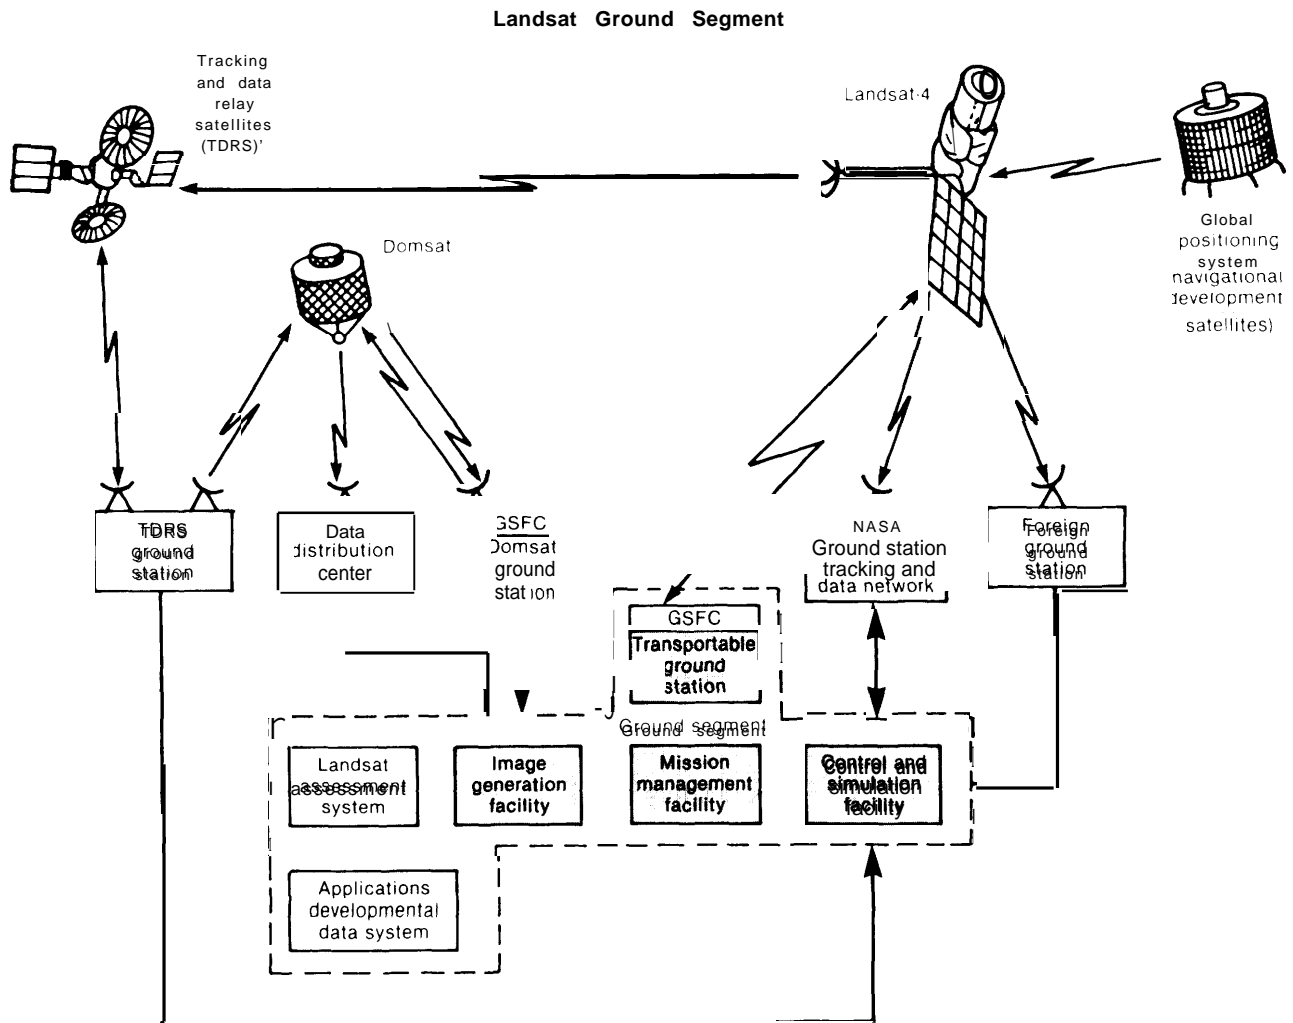 Landsat Ground Segment
Tracking
and data
relay
satellites
(TDRS)'
Landsat·4
Domsat
Global
positioning
system
navigational
development
satellites)
TDRS
ground
station
Data
distribution
center
GSFC
Domsat
ground
station
NASA
Ground station
tracking and
data network
Foreign
ground
station
GSFC
Transportable
ground
station
Ground segment
Landsat
assessment
system
Image
generation
facility
Mission
management
facility
Control and
simulation
facility
Applications
developmental
data system